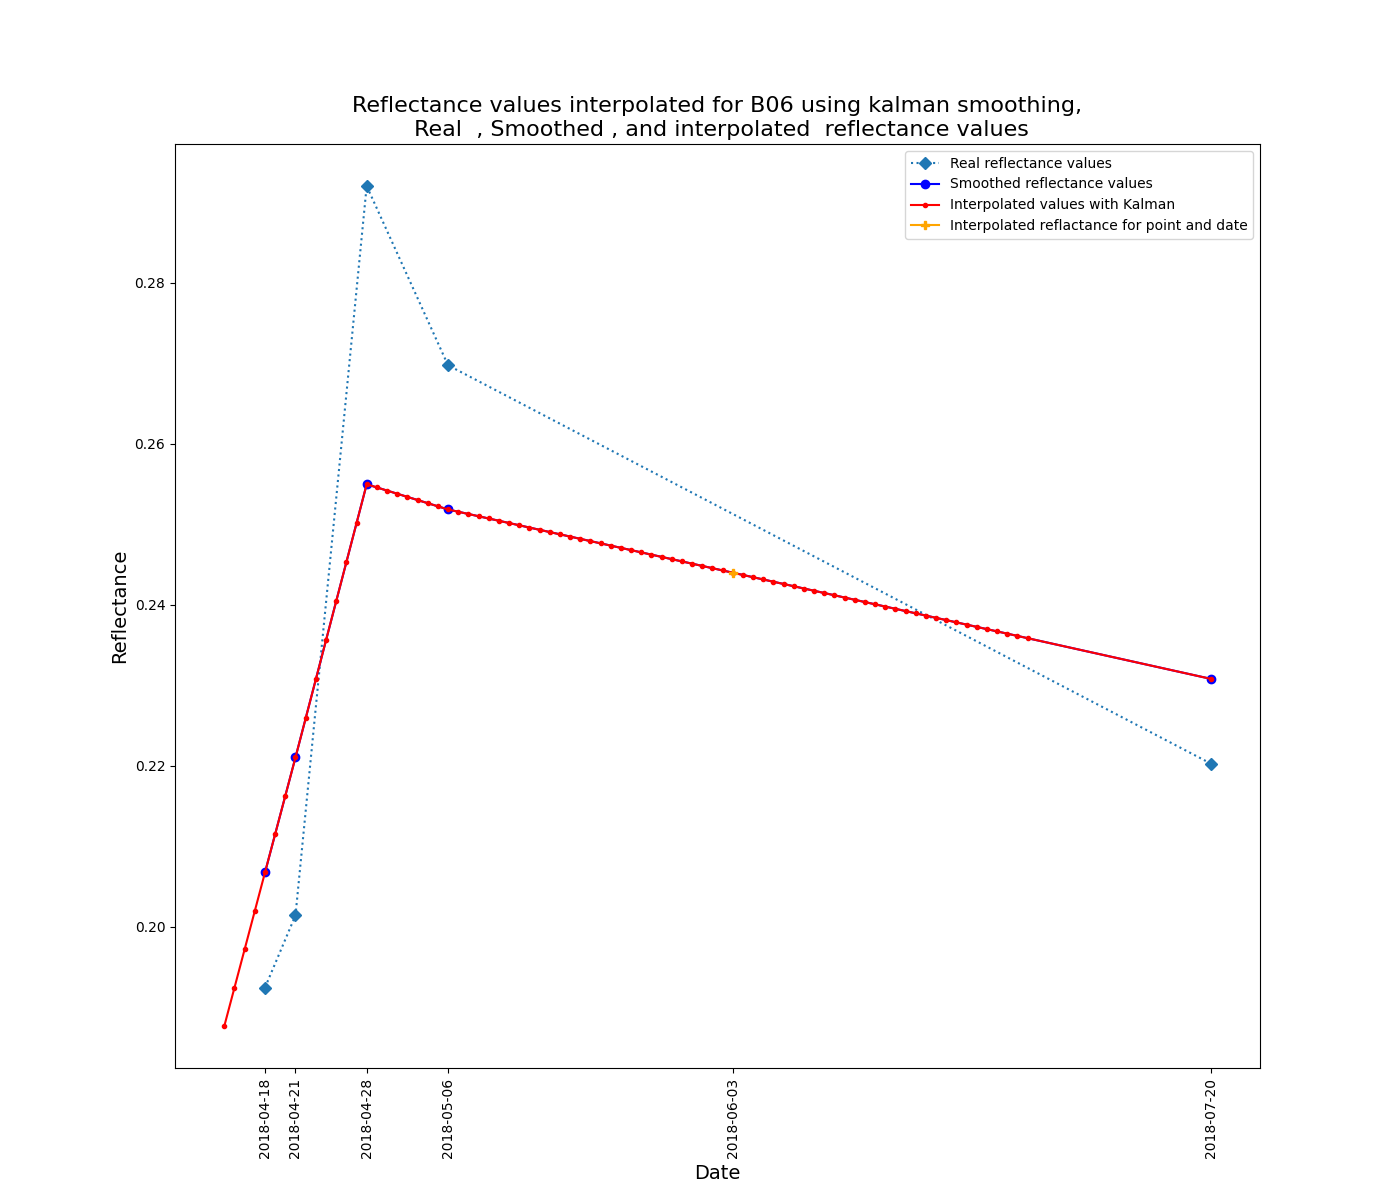 Reflectance values interpolated for B06 using kalman smoothing,
Real  , Smoothed , and interpolated  reflectance values
Real reflectance values
Smoothed reflectance values
Interpolated values with Kalman
Interpolated reflactance for point and date
0.28
0.26
0.24
0.22
0.20
Reflectance
2018-04-18
2018-04-21
2018-04-28
2018-05-06
2018-06-03
2018-07-20
Date